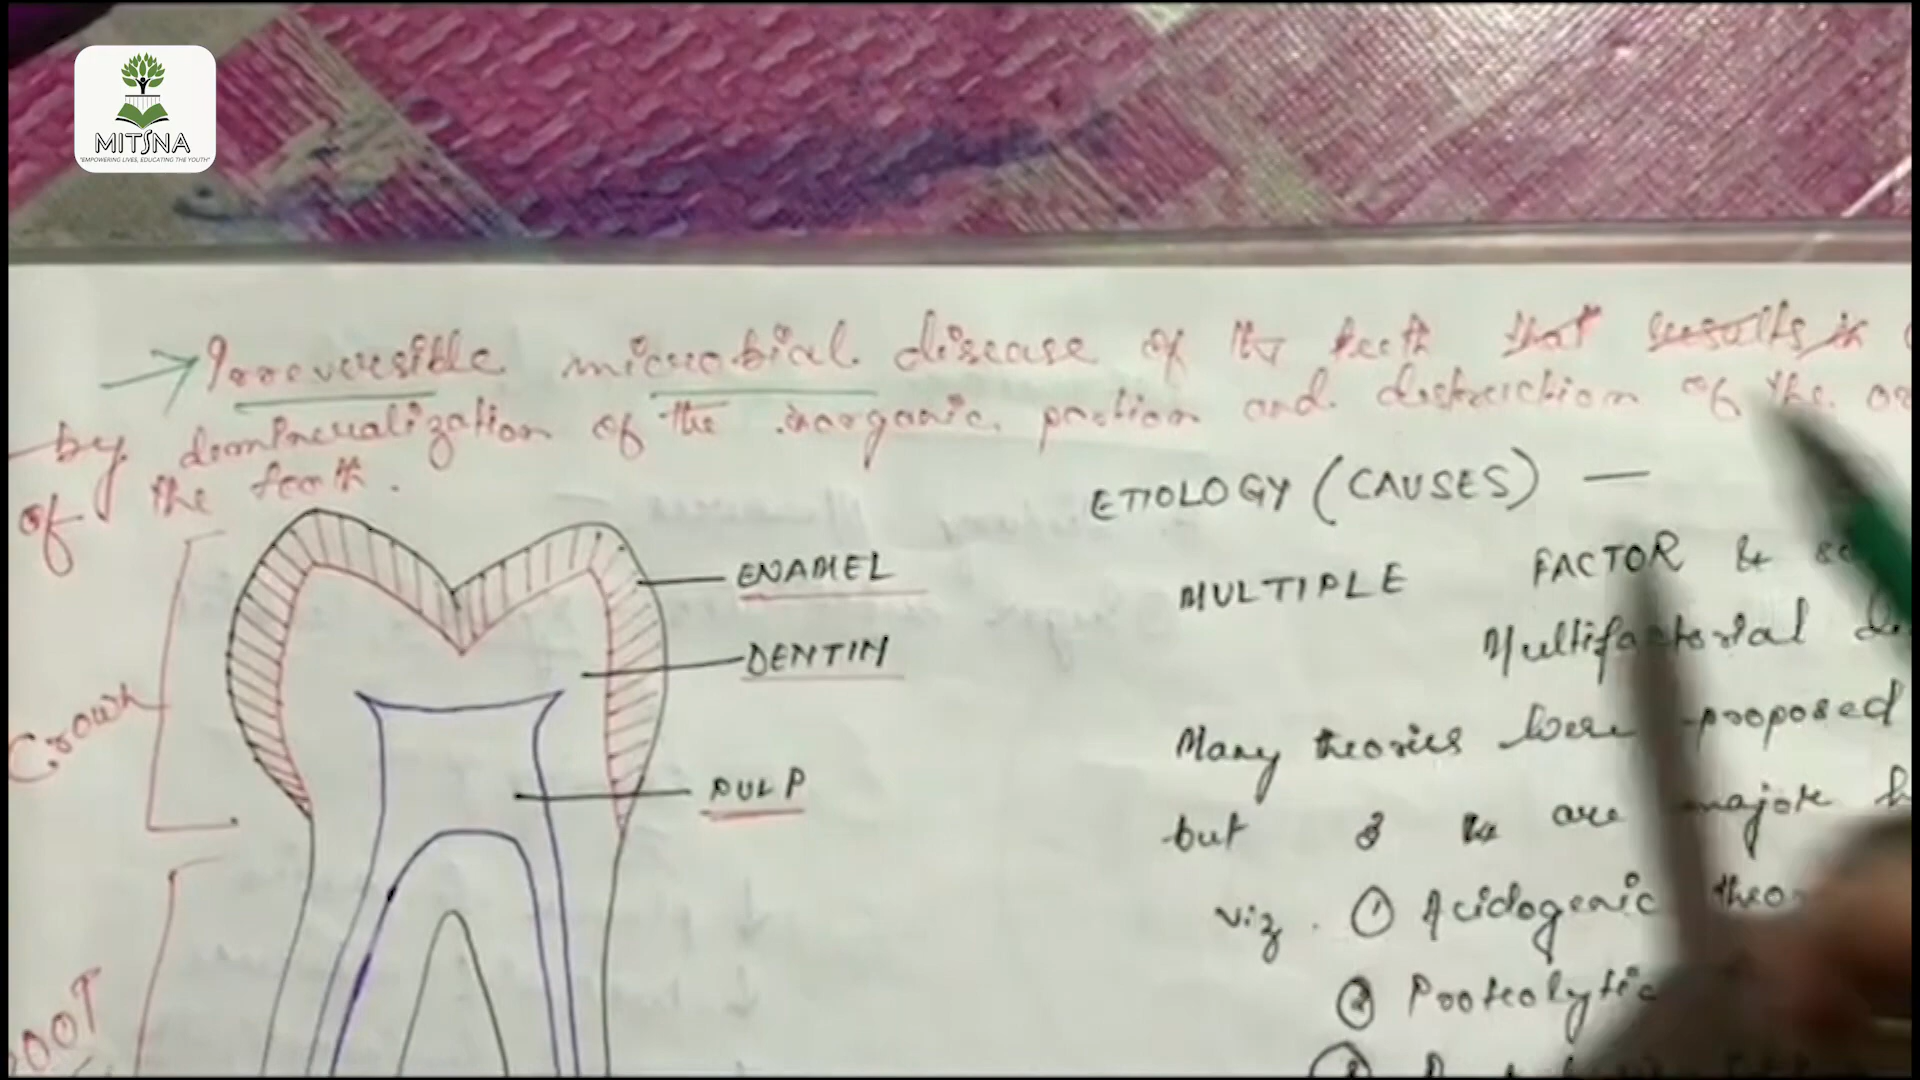 MITSNA
"EMPOWERING LIVES, EDUCATING THE YOUTH"
Irreversible microbial disease of the teeth that results in
by demineralization of the inorganic portion and destruction of the
of the teeth.
ETIOLOGY (CAUSES) —
ENAMEL
MULTIPLE FACTOR &
DENTIN
Multifactorial
Crown
Many theories were proposed
PULP
but 3 are major
viz. ① Acidogenic
② Proteolytic
ROOT